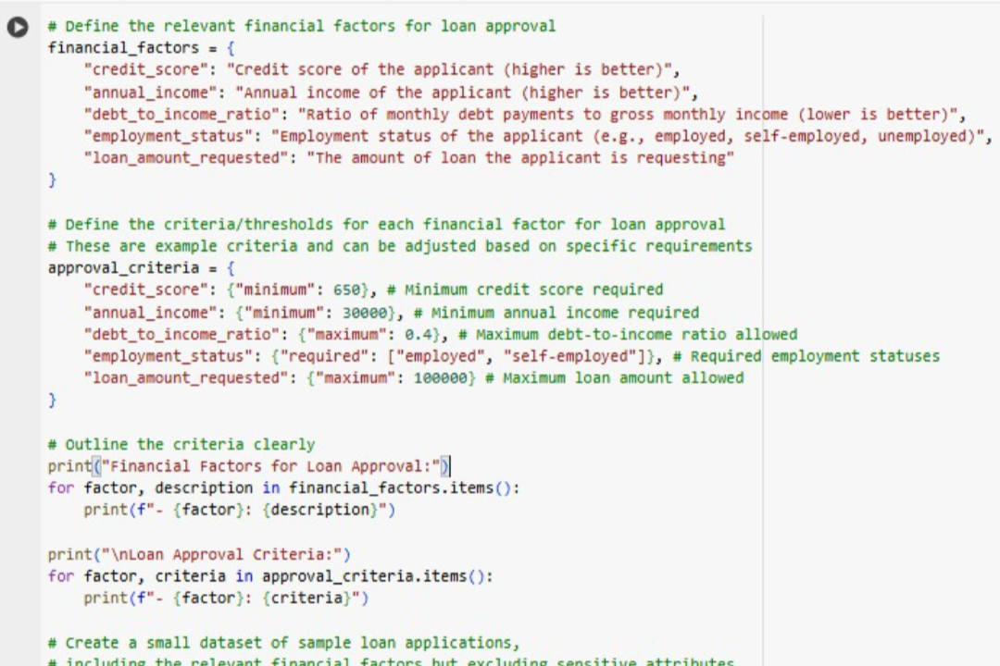 # Define the relevant financial factors for loan approval
financial_factors = {
    "credit_score": "Credit score of the applicant (higher is better)",
    "annual_income": "Annual income of the applicant (higher is better)",
    "debt_to_income_ratio": "Ratio of monthly debt payments to gross monthly income (lower is better)",
    "employment_status": "Employment status of the applicant (e.g., employed, self-employed, unemployed)",
    "loan_amount_requested": "The amount of loan the applicant is requesting"
}
# Define the criteria/thresholds for each financial factor for loan approval
# These are example criteria and can be adjusted based on specific requirements
approval_criteria = {
    "credit_score": {"minimum": 650}, # Minimum credit score required
    "annual_income": {"minimum": 30000}, # Minimum annual income required
    "debt_to_income_ratio": {"maximum": 0.4}, # Maximum debt-to-income ratio allowed
    "employment_status": {"required": ["employed", "self-employed"]}, # Required employment statuses
    "loan_amount_requested": {"maximum": 100000} # Maximum loan amount allowed
}
# Outline the criteria clearly
print("Financial Factors for Loan Approval:")
for factor, description in financial_factors.items():
    print(f"- {factor}: {description}")
print("\nLoan Approval Criteria:")
for factor, criteria in approval_criteria.items():
    print(f"- {factor}: {criteria}")
# Create a small dataset of sample loan applications,
# including the relevant financial factors but excluding sensitive attributes